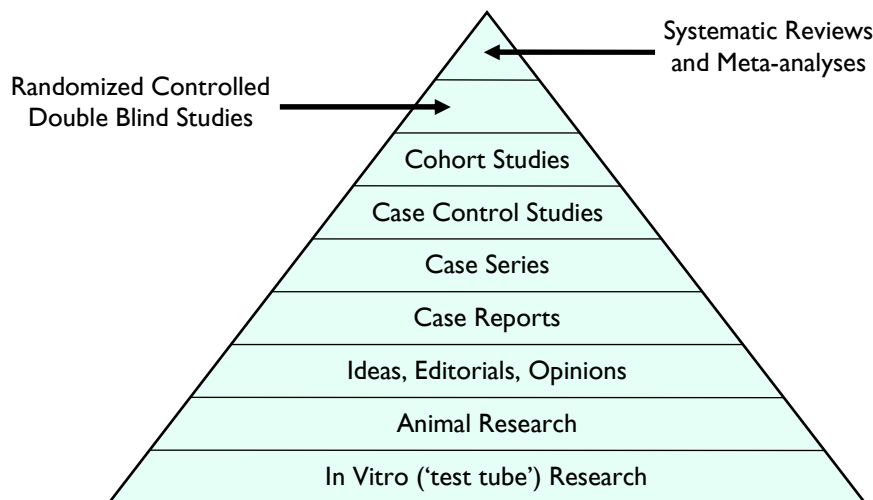 Systematic Reviews
and Meta-analyses
Randomized Controlled
Double Blind Studies
Cohort Studies
Case Control Studies
Case Series
Case Reports
Ideas, Editorials, Opinions
Animal Research
In Vitro (‘test tube’) Research